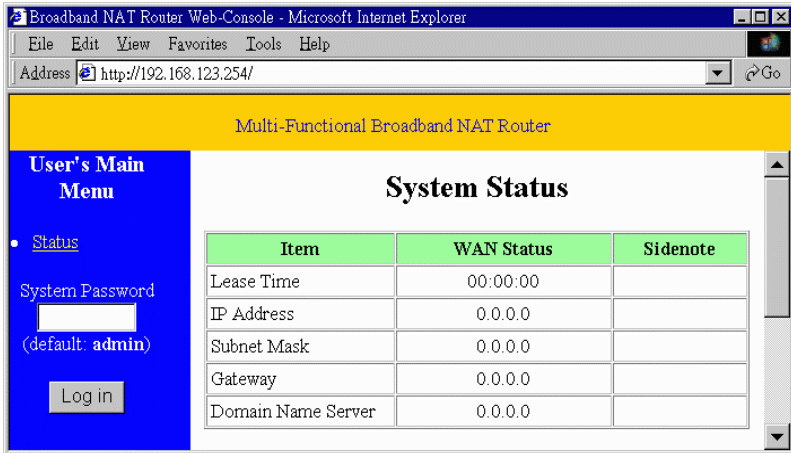 Broadband NAT Router Web-Console - Microsoft Internet Explorer
File Edit View Favorites Tools Help
Address http://192.168.123.254/ Go
Multi-Functional Broadband NAT Router
User's Main
Menu
Status
System Password
(default: admin)
Log in
System Status
Item WAN Status Sidenote
Lease Time 00:00:00
IP Address 0.0.0.0
Subnet Mask 0.0.0.0
Gateway 0.0.0.0
Domain Name Server 0.0.0.0